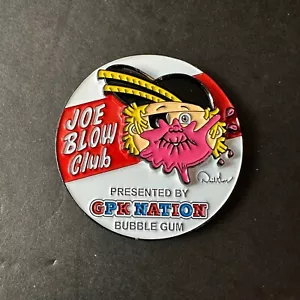 JOE
BLOW
Club
PRESENTED BY
GPK NATION
BUBBLE GUM